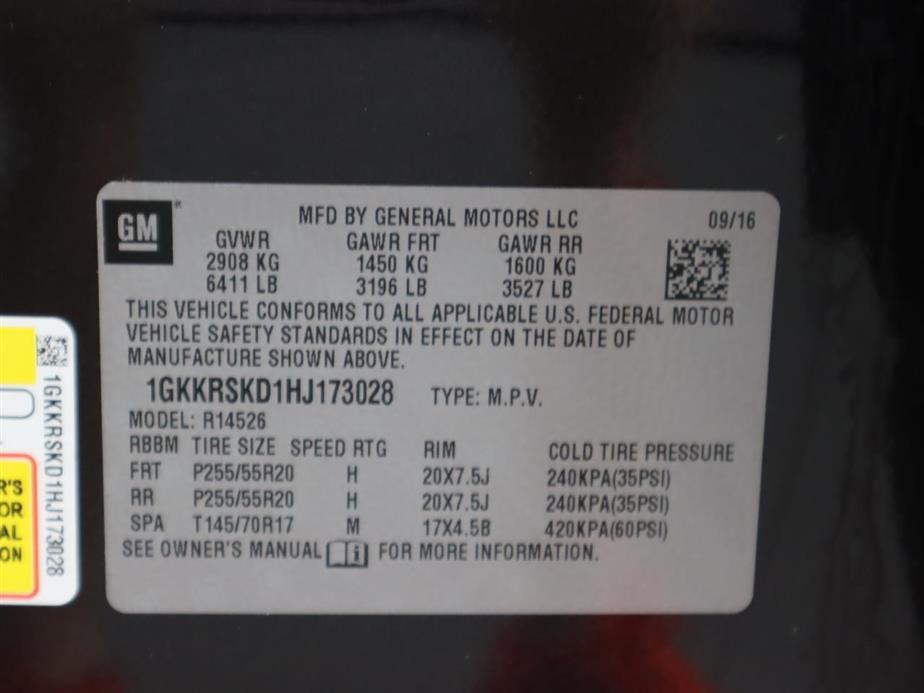 GM
MFD BY GENERAL MOTORS LLC 09/16
GVWR GAWR FRT GAWR RR
2908 KG 1450 KG 1600 KG
6411 LB 3196 LB 3527 LB
THIS VEHICLE CONFORMS TO ALL APPLICABLE U.S. FEDERAL MOTOR
VEHICLE SAFETY STANDARDS IN EFFECT ON THE DATE OF
MANUFACTURE SHOWN ABOVE.
1GKKRSKD1HJ173028 TYPE: M.P.V.
MODEL: R14526
RBBM TIRE SIZE SPEED RTG RIM COLD TIRE PRESSURE
FRT P255/55R20 H 20X7.5J 240KPA(35PSI)
RR P255/55R20 H 20X7.5J 240KPA(35PSI)
SPA T145/70R17 M 17X4.5B 420KPA(60PSI)
SEE OWNER'S MANUAL i FOR MORE INFORMATION.
1GKKRSKD1HJ173028
R'S
OR
AL
ON